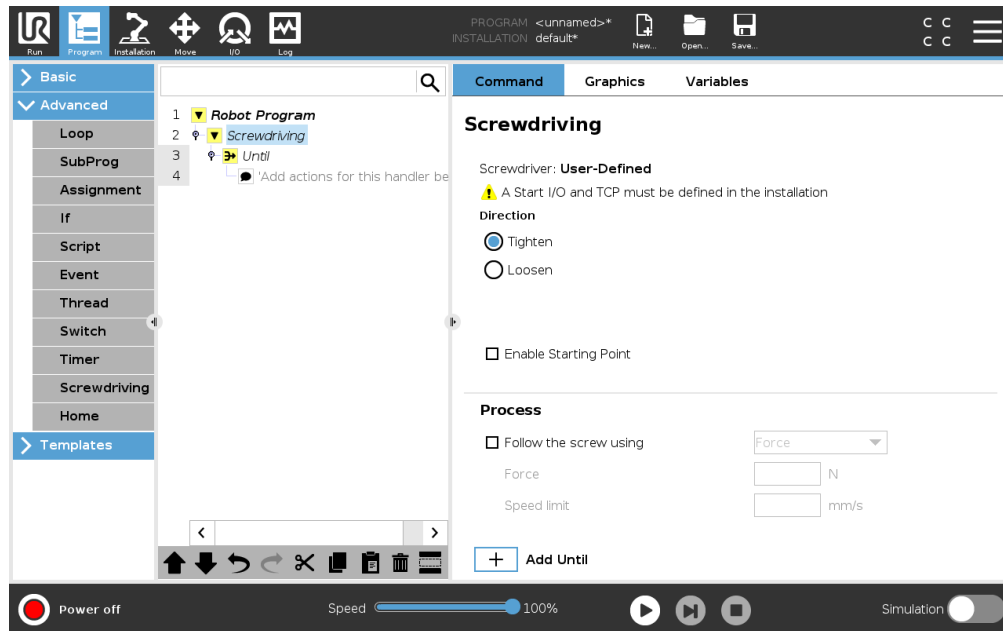 PROGRAM <unnamed>*
INSTALLATION default*
Run
Program
Installation
Move
I/O
Log
New...
Open...
Save...
C C
C C
Basic
Advanced
Loop
SubProg
Assignment
If
Script
Event
Thread
Switch
Timer
Screwdriving
Home
Templates
1 Robot Program
2 Screwdriving
3 Until
4 'Add actions for this handler be
Command Graphics Variables
Screwdriving
Screwdriver: User-Defined
A Start I/O and TCP must be defined in the installation
Direction
Tighten
Loosen
Enable Starting Point
Process
Follow the screw using Force
Force N
Speed limit mm/s
Add Until
Power off
Speed 100%
Simulation